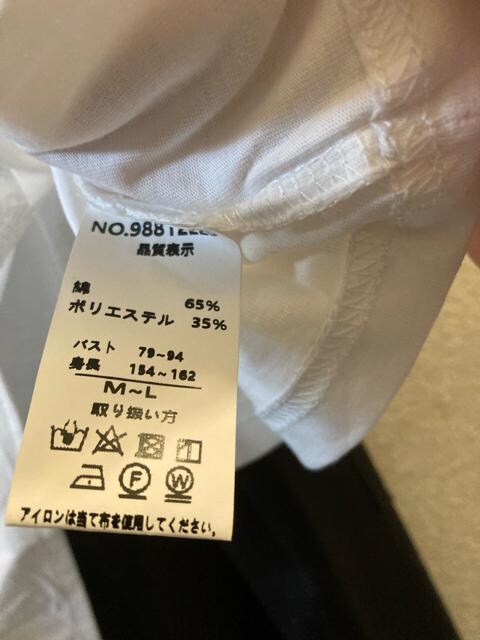 品質表示
綿 65%
ポリエステル 35%
バスト 79~94
身長 154~162
M~L
取り扱い方
F W
アイロンは当て布を使用してください。